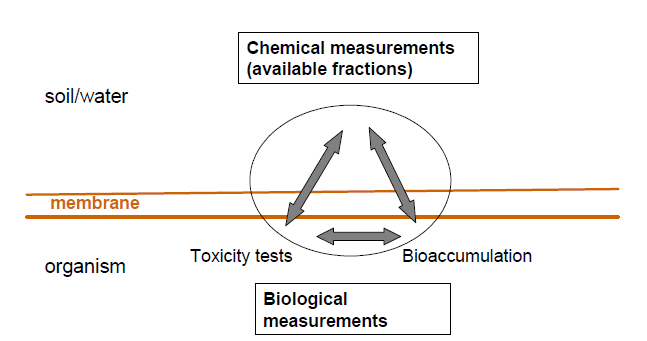 Chemical measurements
(available fractions)
soil/water
membrane
Toxicity tests
Bioaccumulation
organism
Biological
measurements